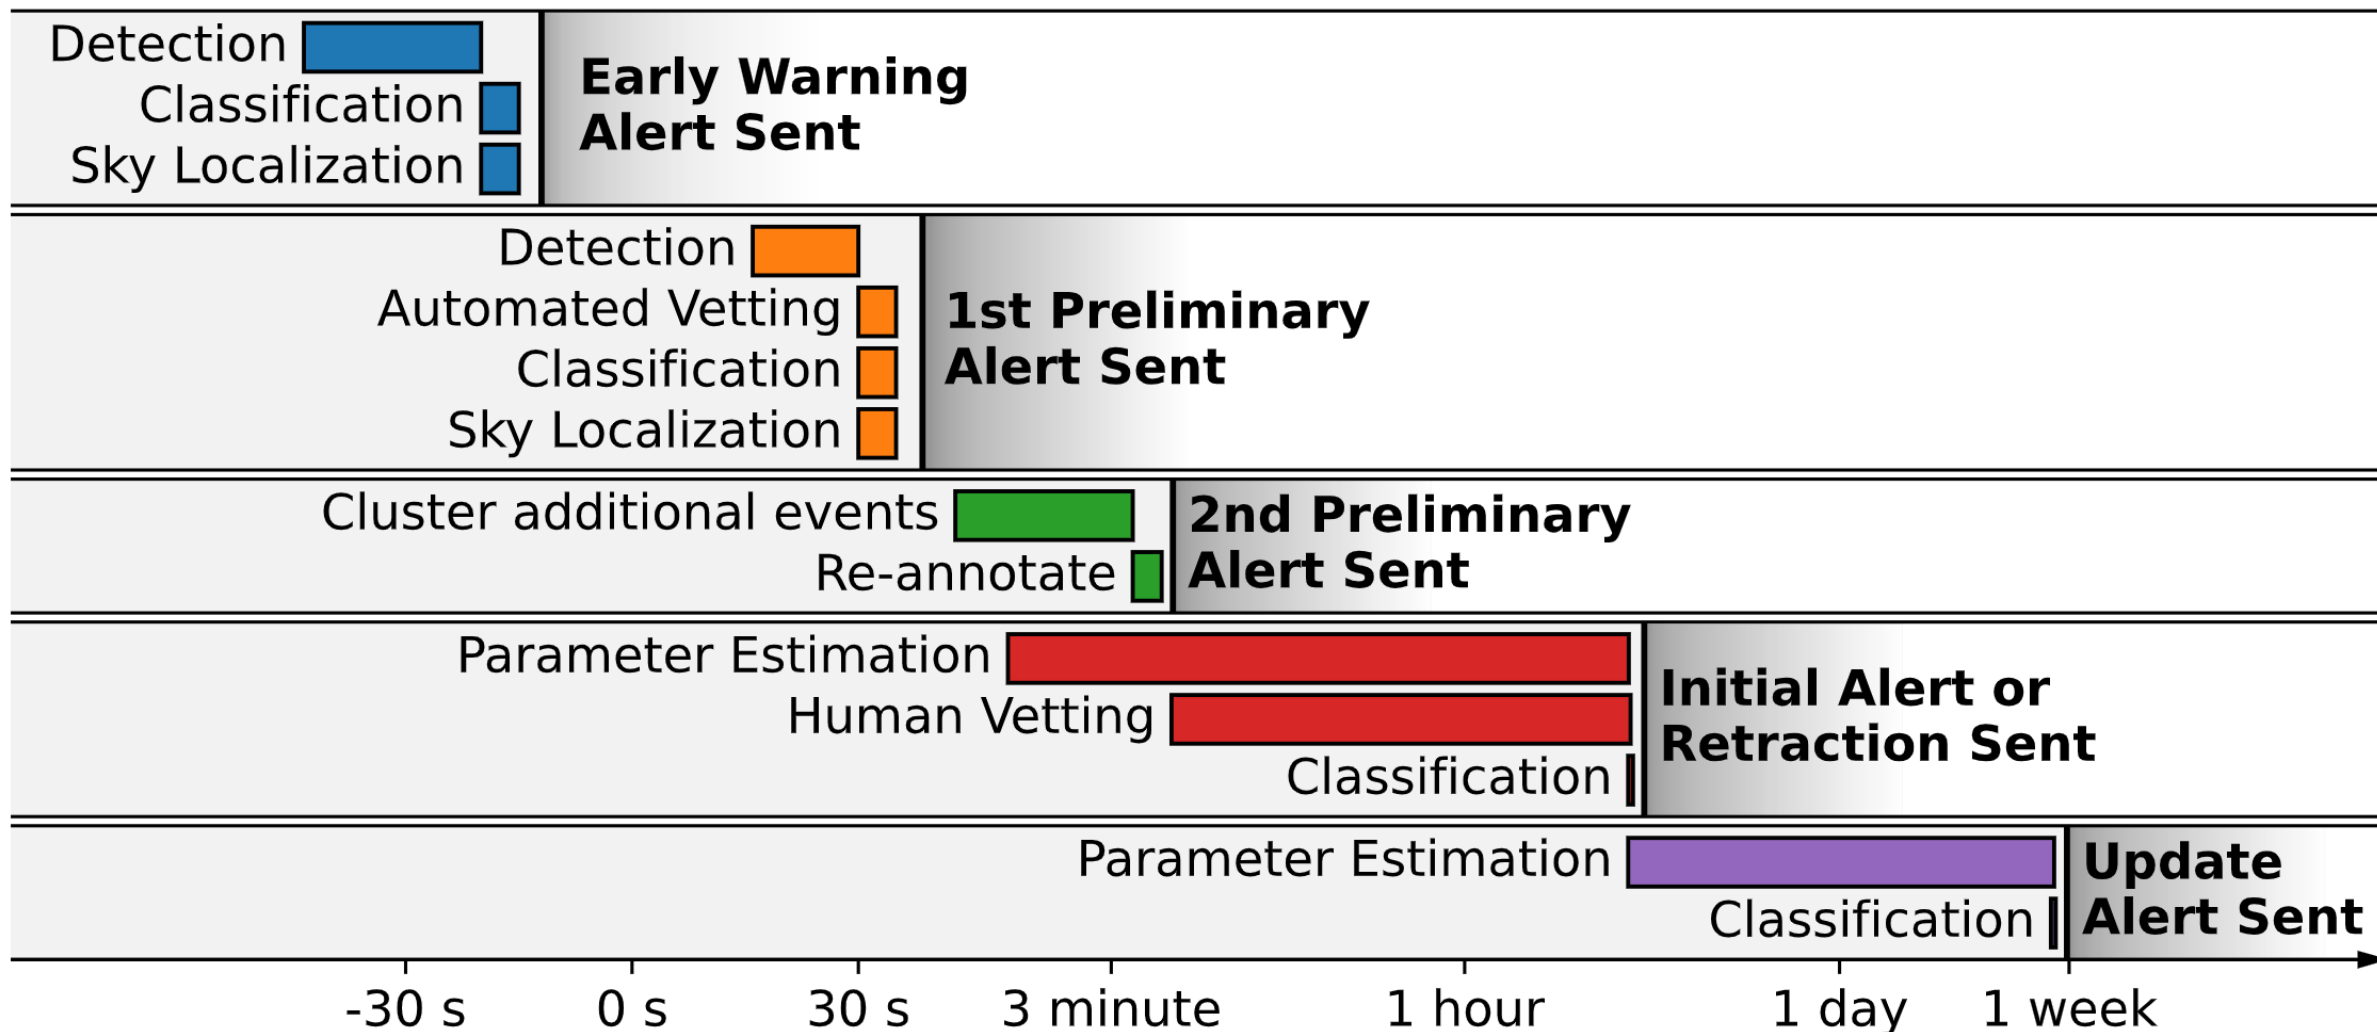 Detection
Classification
Sky Localization
Early Warning
Alert Sent
Detection
Automated Vetting
Classification
Sky Localization
1st Preliminary
Alert Sent
Cluster additional events
Re-annotate
2nd Preliminary
Alert Sent
Parameter Estimation
Human Vetting
Classification
Initial Alert or
Retraction Sent
Parameter Estimation
Classification
Update
Alert Sent
-30 s 0 s 30 s 3 minute 1 hour 1 day 1 week